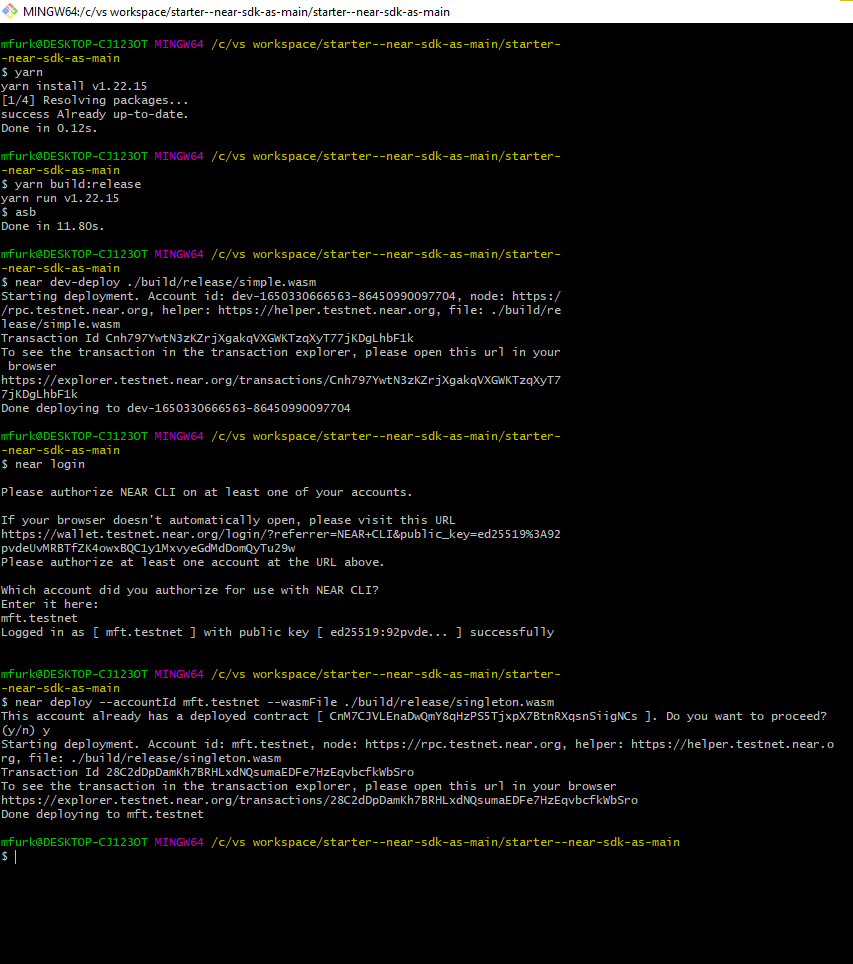 MINGW64:/c/vs workspace/starter--near-sdk-as-main/starter--near-sdk-as-main
mfurk@DESKTOP-CJ123OT MINGW64 /c/vs workspace/starter--near-sdk-as-main/starter-
-near-sdk-as-main
$ yarn
yarn install v1.22.15
[1/4] Resolving packages...
success Already up-to-date.
Done in 0.12s.
mfurk@DESKTOP-CJ123OT MINGW64 /c/vs workspace/starter--near-sdk-as-main/starter-
-near-sdk-as-main
$ yarn build:release
yarn run v1.22.15
$ asb
Done in 11.80s.
mfurk@DESKTOP-CJ123OT MINGW64 /c/vs workspace/starter--near-sdk-as-main/starter-
-near-sdk-as-main
$ near dev-deploy ./build/release/simple.wasm
Starting deployment. Account id: dev-1650330666563-86450990097704, node: https:/
/rpc.testnet.near.org, helper: https://helper.testnet.near.org, file: ./build/re
lease/simple.wasm
Transaction Id Cnh797YwtN3zKZrjXgakqVXGWKTzqXyT77jKDgLhbF1k
To see the transaction in the transaction explorer, please open this url in your
 browser
https://explorer.testnet.near.org/transactions/Cnh797YwtN3zKZrjXgakqVXGWKTzqXyT7
7jKDgLhbF1k
Done deploying to dev-1650330666563-86450990097704
mfurk@DESKTOP-CJ123OT MINGW64 /c/vs workspace/starter--near-sdk-as-main/starter-
-near-sdk-as-main
$ near login
Please authorize NEAR CLI on at least one of your accounts.
If your browser doesn't automatically open, please visit this URL
https://wallet.testnet.near.org/login/?referrer=NEAR+CLI&public_key=ed25519%3A92
pvdeUvMRBTfZK4owxBQC1y1MxvyeGdMdDomQyTu29w
Please authorize at least one account at the URL above.
Which account did you authorize for use with NEAR CLI?
Enter it here:
mft.testnet
Logged in as [ mft.testnet ] with public key [ ed25519:92pvde... ] successfully
mfurk@DESKTOP-CJ123OT MINGW64 /c/vs workspace/starter--near-sdk-as-main/starter-
-near-sdk-as-main
$ near deploy --accountId mft.testnet --wasmFile ./build/release/singleton.wasm
This account already has a deployed contract [ CnM7CJVLEnaDwQmY8qHzPS5TjxpX7BtnRXqsnSiigNCs ]. Do you want to proceed?
(y/n) y
Starting deployment. Account id: mft.testnet, node: https://rpc.testnet.near.org, helper: https://helper.testnet.near.o
rg, file: ./build/release/singleton.wasm
Transaction Id 28C2dDpDamKh7BRHLxdNQsumaEDFe7HzEqvbcfkWbSro
To see the transaction in the transaction explorer, please open this url in your browser
https://explorer.testnet.near.org/transactions/28C2dDpDamKh7BRHLxdNQsumaEDFe7HzEqvbcfkWbSro
Done deploying to mft.testnet
mfurk@DESKTOP-CJ123OT MINGW64 /c/vs workspace/starter--near-sdk-as-main/starter--near-sdk-as-main
$